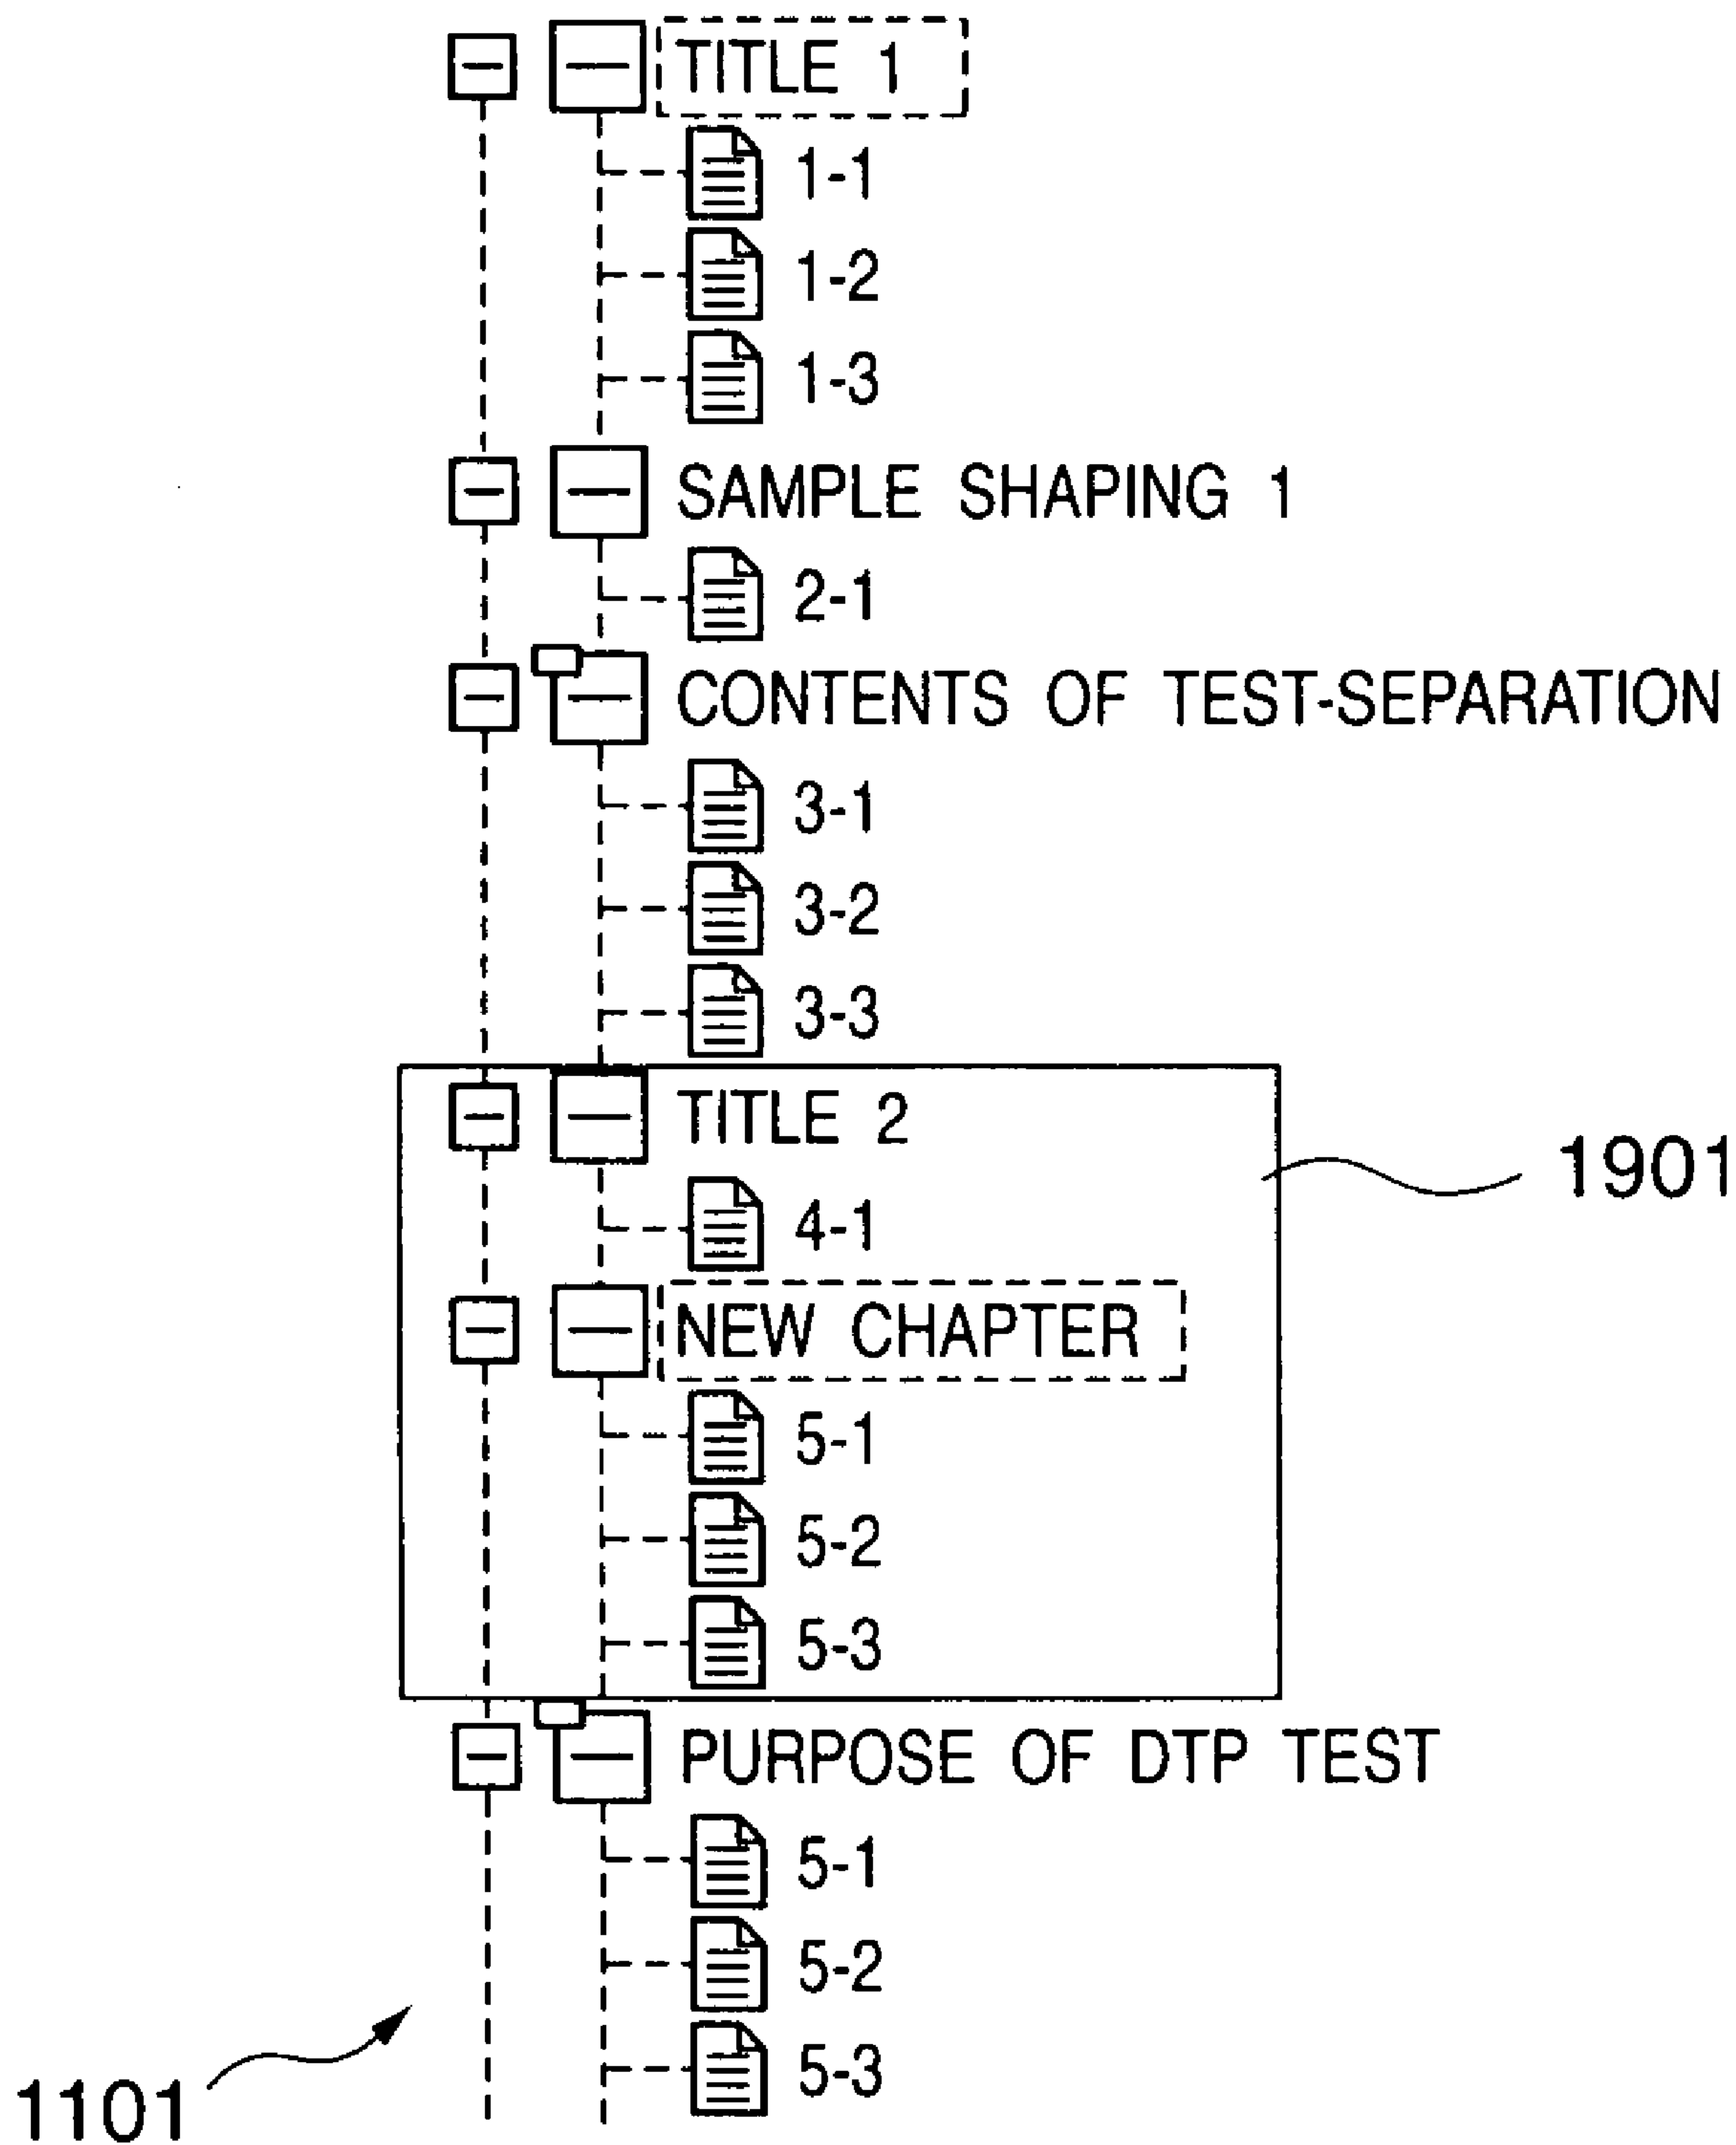 TITLE 1
1-1
1-2
1-3
SAMPLE SHAPING 1
2-1
CONTENTS OF TEST-SEPARATION
3-1
3-2
3-3
TITLE 2
1901
4-1
NEW CHAPTER
5-1
5-2
5-3
PURPOSE OF DTP TEST
5-1
5-2
5-3
1101